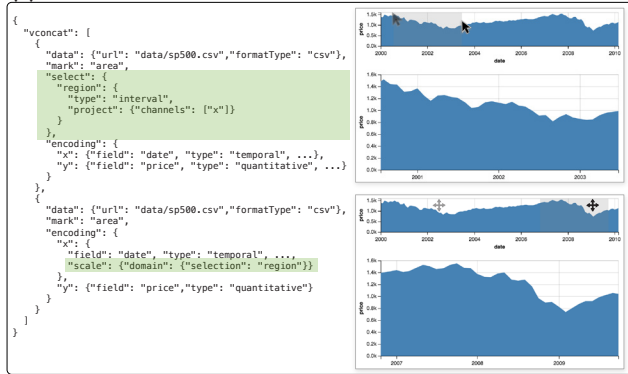 {
"vconcat": [
{
"data": {"url": "data/sp500.csv","formatType": "csv"},
"mark": "area",
"select": {
"region": {
"type": "interval",
"project": {"channels": ["x"]}
}
},
"encoding": {
"x": {"field": "date", "type": "temporal", ...},
"y": {"field": "price", "type": "quantitative", ...}
}
},
{
"data": {"url": "data/sp500.csv","formatType": "csv"},
"mark": "area",
"encoding": {
"x": {
"field": "date", "type": "temporal", ...,
"scale": {"domain": {"selection": "region"}}
},
"y": {"field": "price","type": "quantitative"}
}
}
]
}
1.5k
1.0k
0.5k
0.0k
price
2000 2002 2004 2006 2008 2010
date
1.6k
1.4k
1.2k
1.0k
0.8k
0.6k
0.4k
0.2k
0.0k
price
2001 2002 2003
1.5k
1.0k
0.5k
0.0k
price
2000 2002 2004 2006 2008 2010
date
1.6k
1.4k
1.2k
1.0k
0.8k
0.6k
0.4k
0.2k
0.0k
price
2007 2008 2009